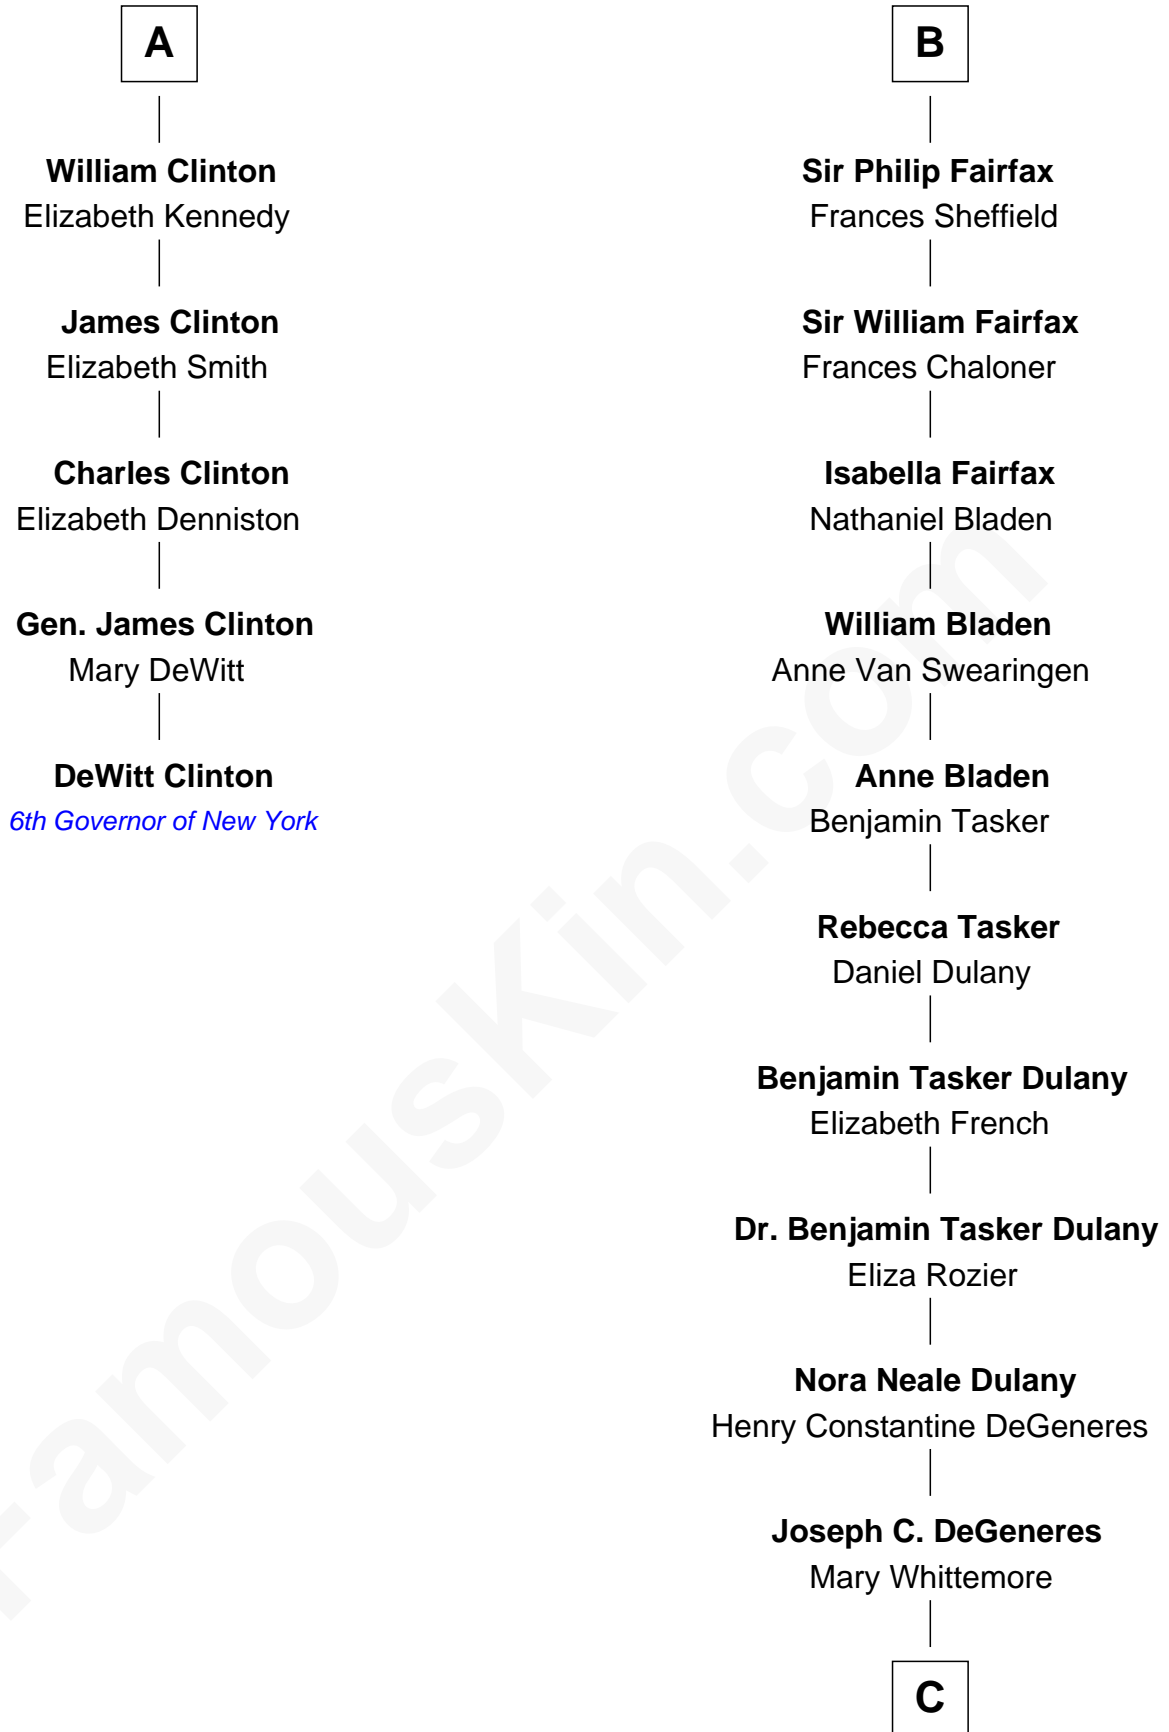 A
William Clinton
Elizabeth Kennedy
James Clinton
Elizabeth Smith
Charles Clinton
Elizabeth Denniston
Gen. James Clinton
Mary DeWitt
DeWitt Clinton
6th Governor of New York
B
Sir Philip Fairfax
Frances Sheffield
Sir William Fairfax
Frances Chaloner
Isabella Fairfax
Nathaniel Bladen
William Bladen
Anne Van Swearingen
Anne Bladen
Benjamin Tasker
Rebecca Tasker
Daniel Dulany
Benjamin Tasker Dulany
Elizabeth French
Dr. Benjamin Tasker Dulany
Eliza Rozier
Nora Neale Dulany
Henry Constantine DeGeneres
Joseph C. DeGeneres
Mary Whittemore
C
FamousKin.com